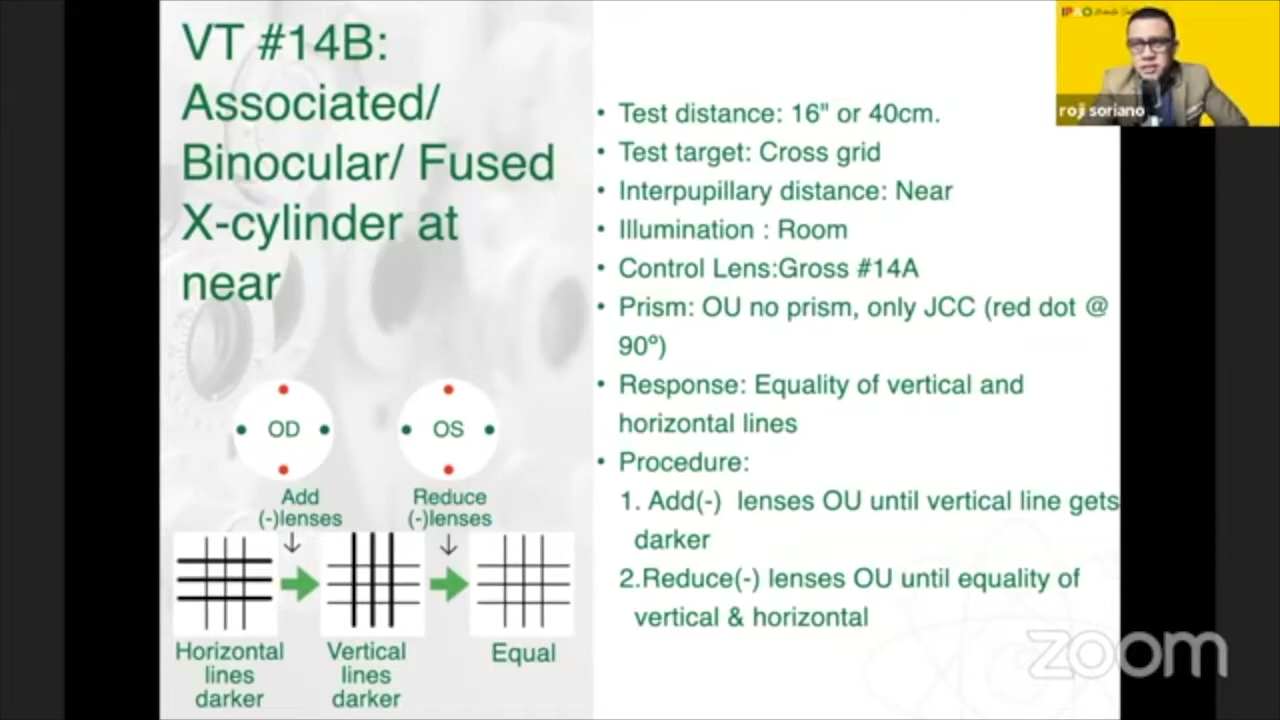 VT #14B:
Associated/
Binocular/ Fused
X-cylinder at
near
OD
OS
Add
(-)lenses
Reduce
(-)lenses
Horizontal
lines
darker
Vertical
lines
darker
Equal
• Test distance: 16" or 40cm.
• Test target: Cross grid
• Interpupillary distance: Near
• Illumination : Room
• Control Lens:Gross #14A
• Prism: OU no prism, only JCC (red dot @
90º)
• Response: Equality of vertical and
horizontal lines
• Procedure:
1. Add(-) lenses OU until vertical line gets
darker
2.Reduce(-) lenses OU until equality of
vertical & horizontal
roji soriano
zoom